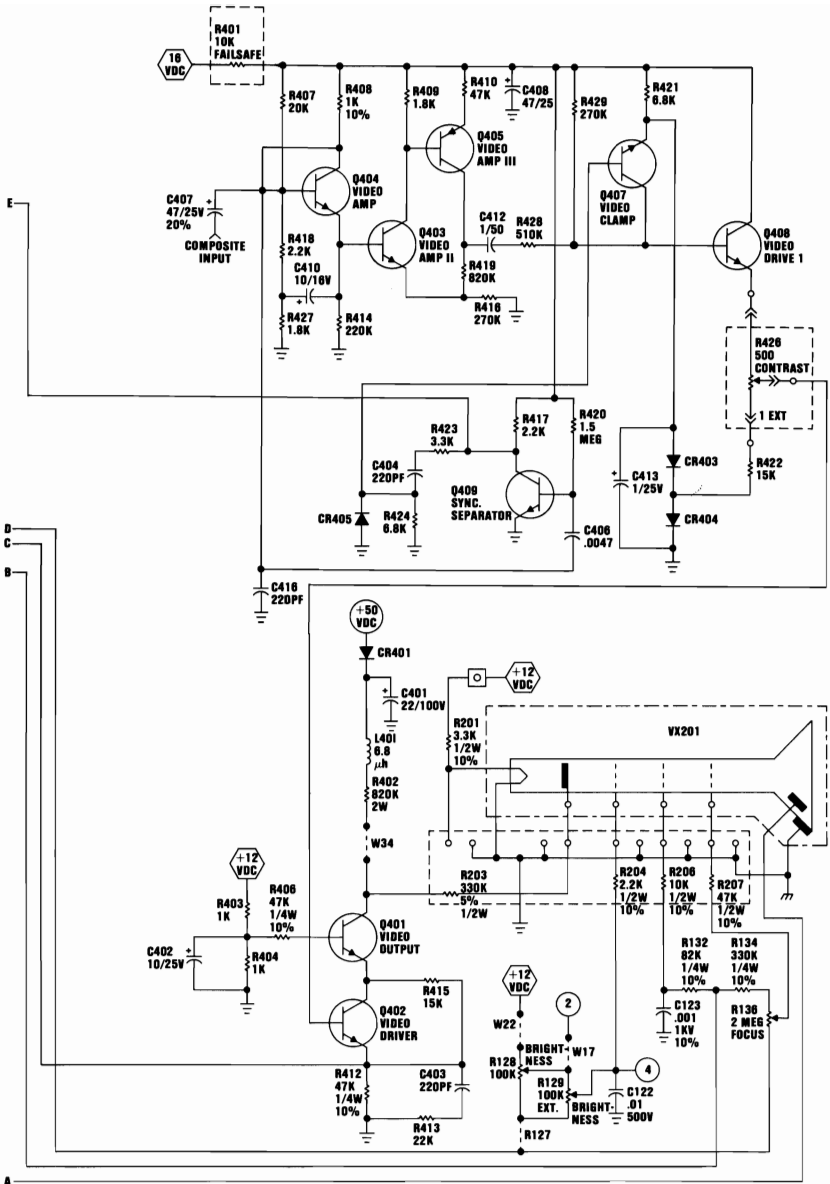 R401
10K
FAILSAFE
16
VDC
R407
20K
R408
1K
10%
R409
1.8K
R410
47K
C408
47/25
R429
270K
R421
6.8K
Q405
VIDEO
AMP III
Q404
VIDEO
AMP
Q407
VIDEO
CLAMP
E
C407
47/25V
20%
COMPOSITE
INPUT
Q403
VIDEO
AMP II
C412
1/50
R428
510K
Q408
VIDEO
DRIVE 1
R418
2.2K
C410
10/16V
R419
820K
R416
270K
R427
1.8K
R414
220K
R426
500
CONTRAST
1 EXT
R423
3.3K
R417
2.2K
R420
1.5
MEG
C404
220PF
Q409
SYNC.
SEPARATOR
C413
1/25V
CR403
R422
15K
CR405
R424
6.8K
C406
.0047
CR404
D
C
B
C416
220PF
+50
VDC
CR401
+12
VDC
C401
22/100V
R201
3.3K
1/2W
10%
VX201
L40I
6.8
μh
R402
820K
2W
W34
+12
VDC
R203
330K
5%
1/2W
R204
2.2K
1/2W
10%
R206
10K
1/2W
10%
R207
47K
1/2W
10%
R403
1K
R406
47K
1/4W
10%
Q401
VIDEO
OUTPUT
C402
10/25V
R404
1K
R415
15K
+12
VDC
2
R132
82K
1/4W
10%
R134
330K
1/4W
10%
Q402
VIDEO
DRIVER
W22
BRIGHT-
NESS
W17
C123
.001
1KV
10%
R136
2 MEG
FOCUS
R128
100K
4
R412
47K
1/4W
10%
C403
220PF
R129
100K
EXT.
BRIGHT-
NESS
C122
.01
500V
R413
22K
R127
A